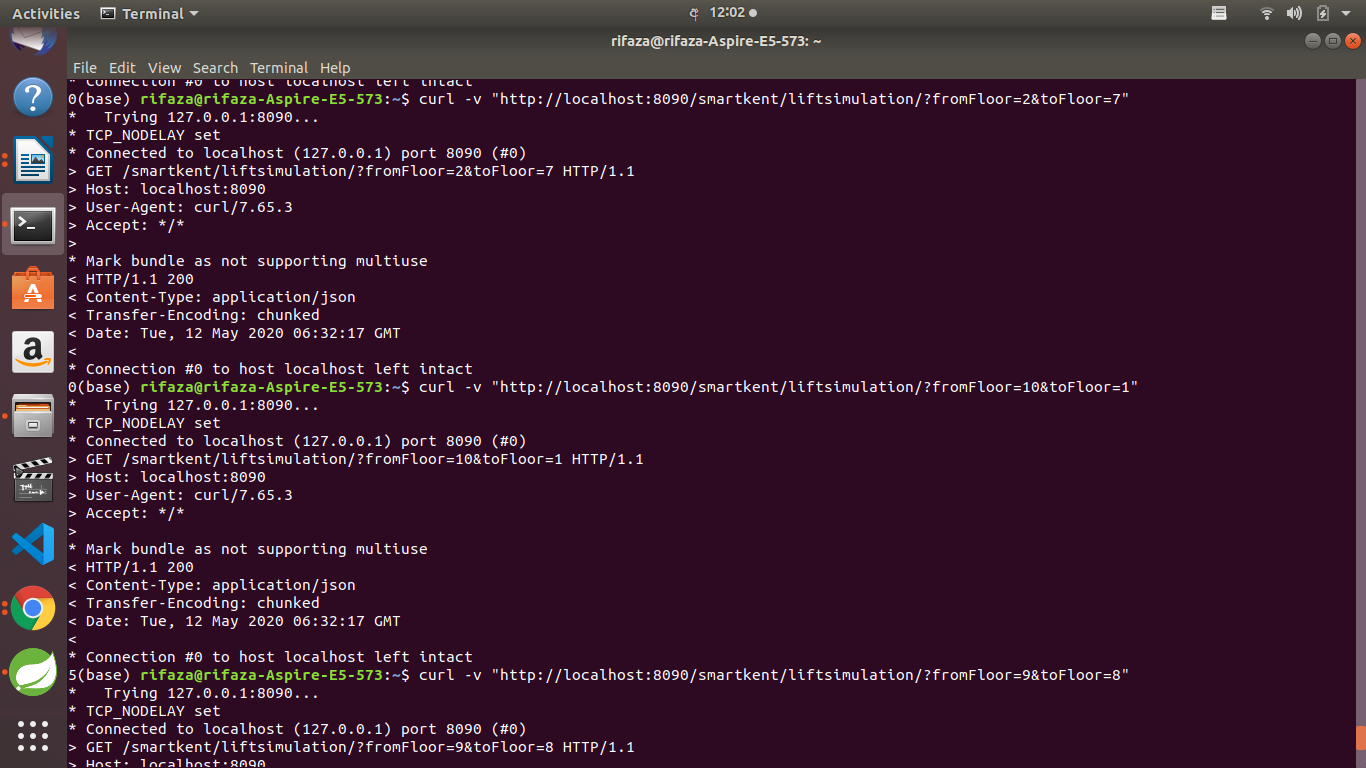 Activities Terminal 12:02
rifaza@rifaza-Aspire-E5-573: ~
File Edit View Search Terminal Help
* Connection #0 to host localhost left intact
0(base) rifaza@rifaza-Aspire-E5-573:~$ curl -v "http://localhost:8090/smartkent/liftsimulation/?fromFloor=2&toFloor=7"
*   Trying 127.0.0.1:8090...
* TCP_NODELAY set
* Connected to localhost (127.0.0.1) port 8090 (#0)
> GET /smartkent/liftsimulation/?fromFloor=2&toFloor=7 HTTP/1.1
> Host: localhost:8090
> User-Agent: curl/7.65.3
> Accept: */*
>
* Mark bundle as not supporting multiuse
< HTTP/1.1 200
< Content-Type: application/json
< Transfer-Encoding: chunked
< Date: Tue, 12 May 2020 06:32:17 GMT
<
* Connection #0 to host localhost left intact
0(base) rifaza@rifaza-Aspire-E5-573:~$ curl -v "http://localhost:8090/smartkent/liftsimulation/?fromFloor=10&toFloor=1"
*   Trying 127.0.0.1:8090...
* TCP_NODELAY set
* Connected to localhost (127.0.0.1) port 8090 (#0)
> GET /smartkent/liftsimulation/?fromFloor=10&toFloor=1 HTTP/1.1
> Host: localhost:8090
> User-Agent: curl/7.65.3
> Accept: */*
>
* Mark bundle as not supporting multiuse
< HTTP/1.1 200
< Content-Type: application/json
< Transfer-Encoding: chunked
< Date: Tue, 12 May 2020 06:32:17 GMT
<
* Connection #0 to host localhost left intact
5(base) rifaza@rifaza-Aspire-E5-573:~$ curl -v "http://localhost:8090/smartkent/liftsimulation/?fromFloor=9&toFloor=8"
*   Trying 127.0.0.1:8090...
* TCP_NODELAY set
* Connected to localhost (127.0.0.1) port 8090 (#0)
> GET /smartkent/liftsimulation/?fromFloor=9&toFloor=8 HTTP/1.1
> Host: localhost:8090